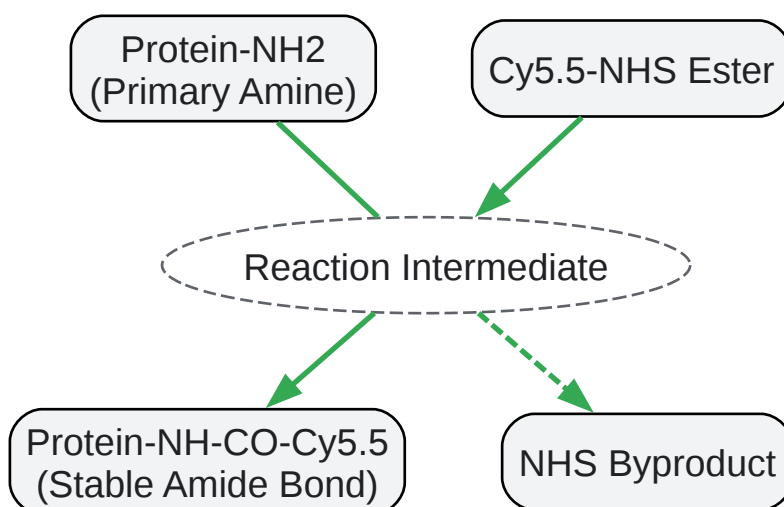 Protein-NH2
(Primary Amine)
Cy5.5-NHS Ester
Reaction Intermediate
Protein-NH-CO-Cy5.5
(Stable Amide Bond)
NHS Byproduct